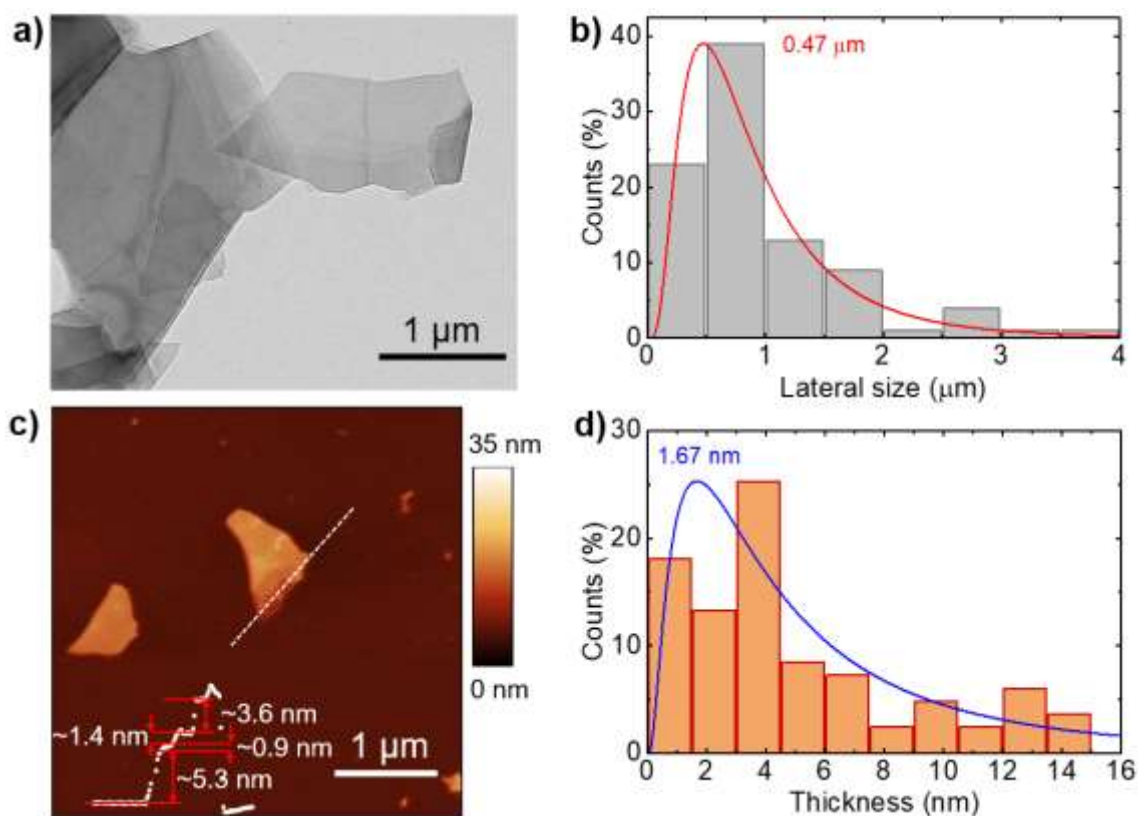 a)
1 μm
b)
Counts (%)
40
30
20
10
0
0.47 μm
0 1 2 3 4
Lateral size (μm)
c)
35 nm
0 nm
~3.6 nm
~1.4 nm
~0.9 nm
~5.3 nm
1 μm
d)
Counts (%)
30
20
10
0
1.67 nm
0 2 4 6 8 10 12 14 16
Thickness (nm)